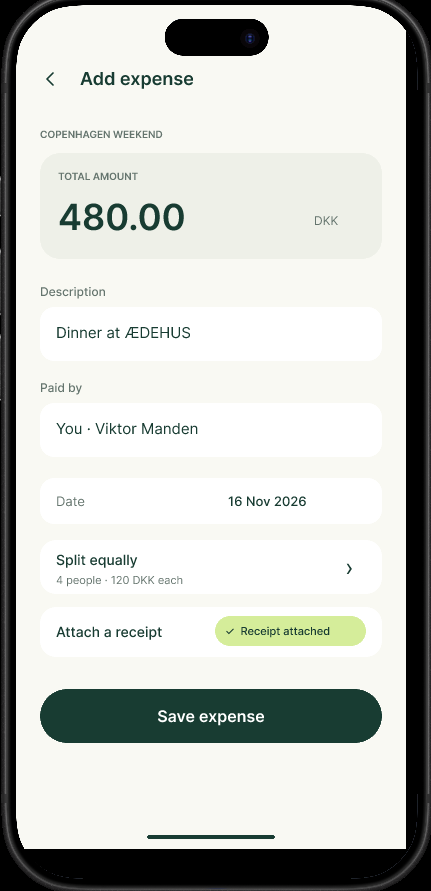 Add expense
COPENHAGEN WEEKEND
TOTAL AMOUNT
480.00
DKK
Description
Dinner at ÆDEHUS
Paid by
You · Viktor Manden
Date
16 Nov 2026
Split equally
4 people · 120 DKK each
Attach a receipt
✓ Receipt attached
Save expense